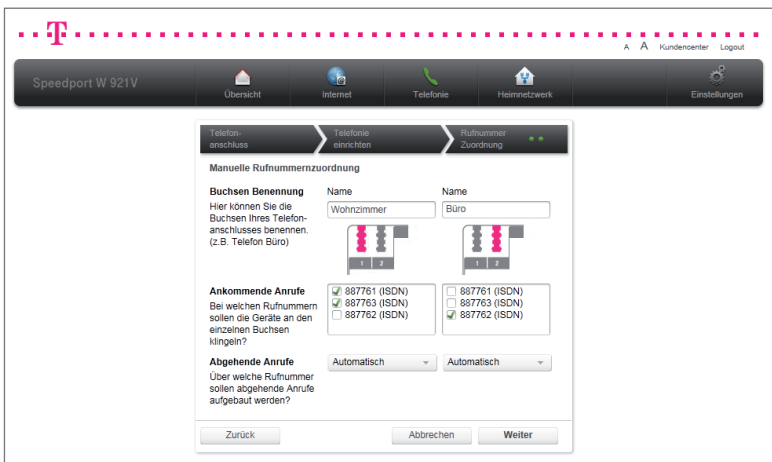 T
A A Kundencenter Logout
Speedport W 921V
Übersicht Internet Telefonie Heimnetzwerk Einstellungen
Telefon-
anschluss
Telefonie
einrichten
Rufnummer
Zuordnung
Manuelle Rufnummernzuordnung
Buchsen Benennung
Hier können Sie die
Buchsen Ihres Telefon-
anschlusses benennen.
(z.B. Telefon Büro)
Name
Wohnzimmer
1 2
Name
Büro
1 2
Ankommende Anrufe
Bei welchen Rufnummern
sollen die Geräte an den
einzelnen Buchsen
klingeln?
887761 (ISDN)
887763 (ISDN)
887762 (ISDN)
887761 (ISDN)
887763 (ISDN)
887762 (ISDN)
Abgehende Anrufe
Über welche Rufnummer
sollen abgehende Anrufe
aufgebaut werden?
Automatisch
Automatisch
Zurück Abbrechen Weiter